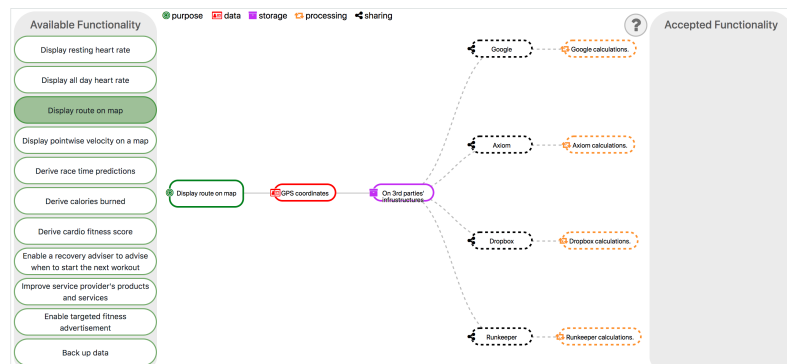 Available Functionality
purpose data storage processing sharing
?
Accepted Functionality
Display resting heart rate
Display all day heart rate
Display route on map
Display pointwise velocity on a map
Derive race time predictions
Derive calories burned
Derive cardio fitness score
Enable a recovery adviser to advise
when to start the next workout
Improve service provider's products
and services
Enable targeted fitness
advertisement
Back up data
Display route on map
GPS coordinates
On 3rd parties'
infrustructures
Google
Google calculations.
Axiom
Axiom calculations.
Dropbox
Dropbox calculations.
Runkeeper
Runkeeper calculations.